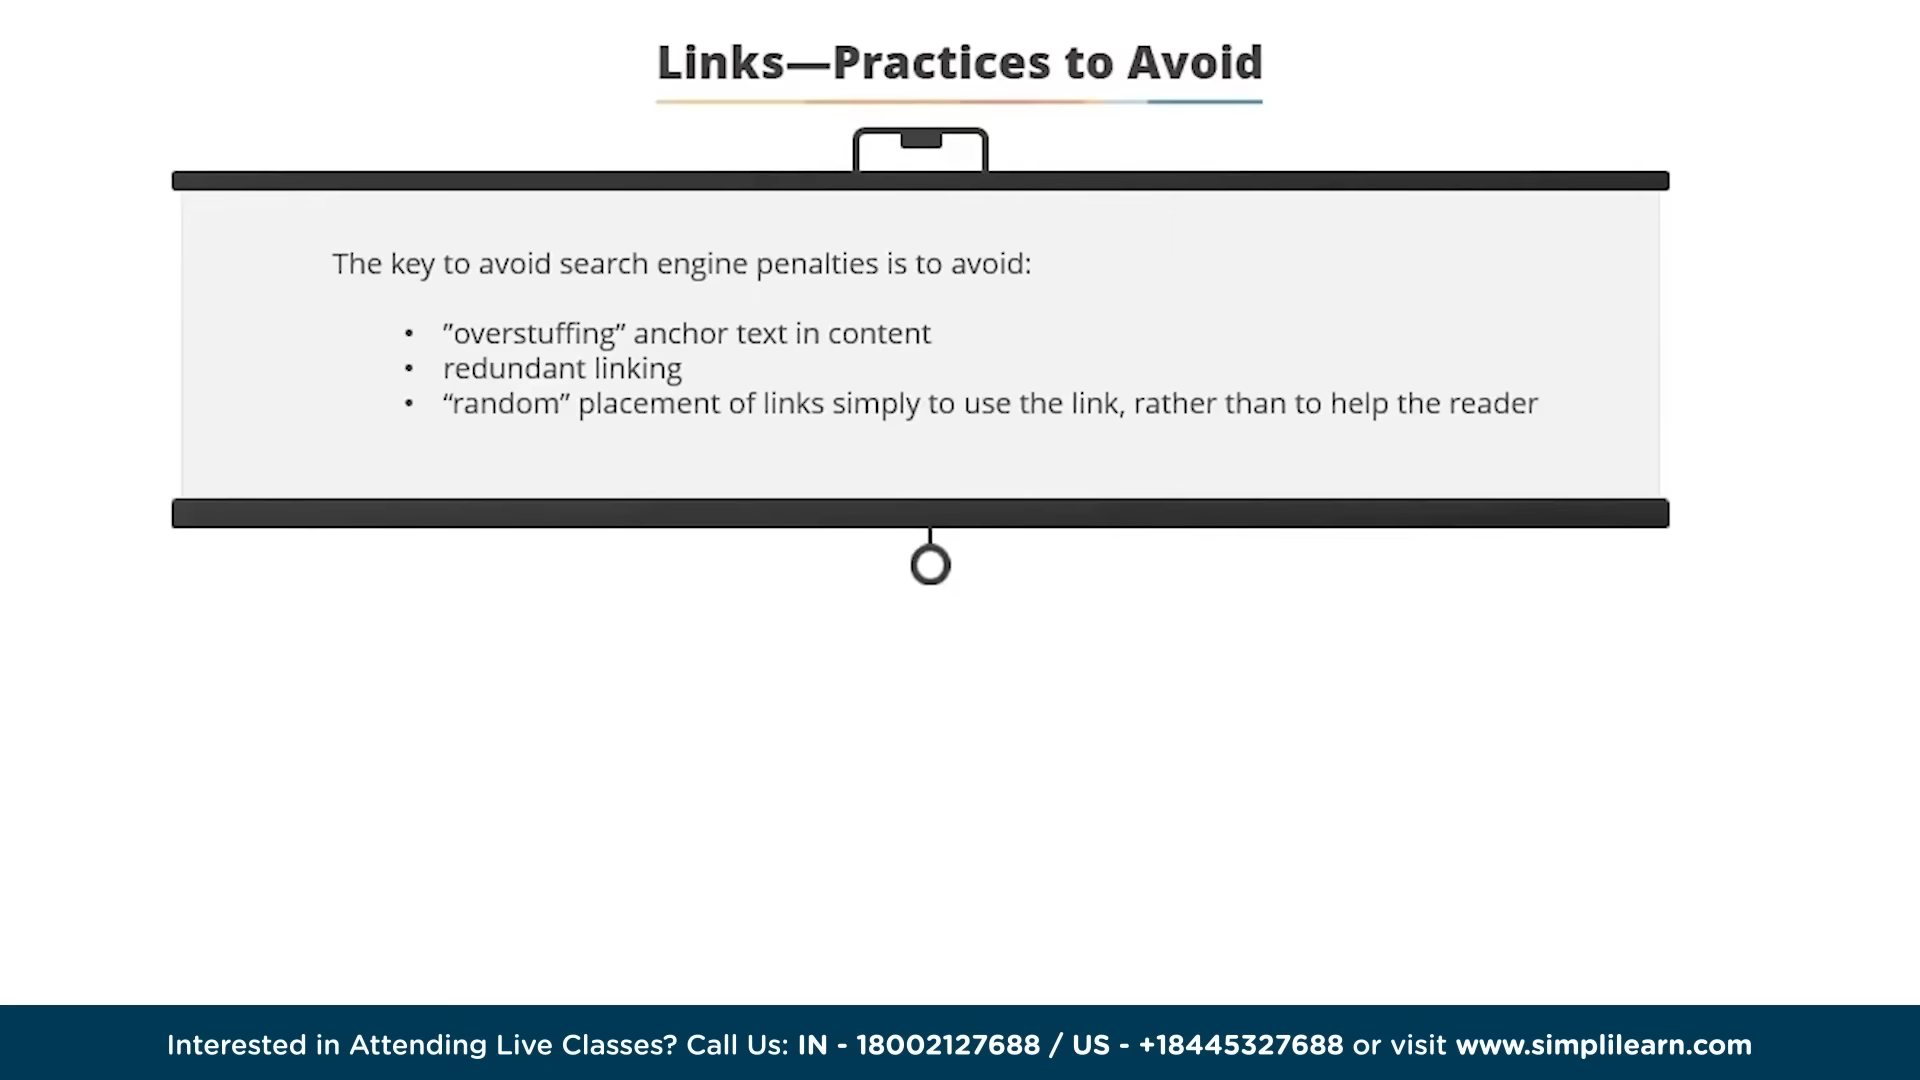 Links—Practices to Avoid
The key to avoid search engine penalties is to avoid:
• ”overstuffing” anchor text in content
• redundant linking
• “random” placement of links simply to use the link, rather than to help the reader
Interested in Attending Live Classes? Call Us: IN - 18002127688 / US - +18445327688 or visit www.simplilearn.com